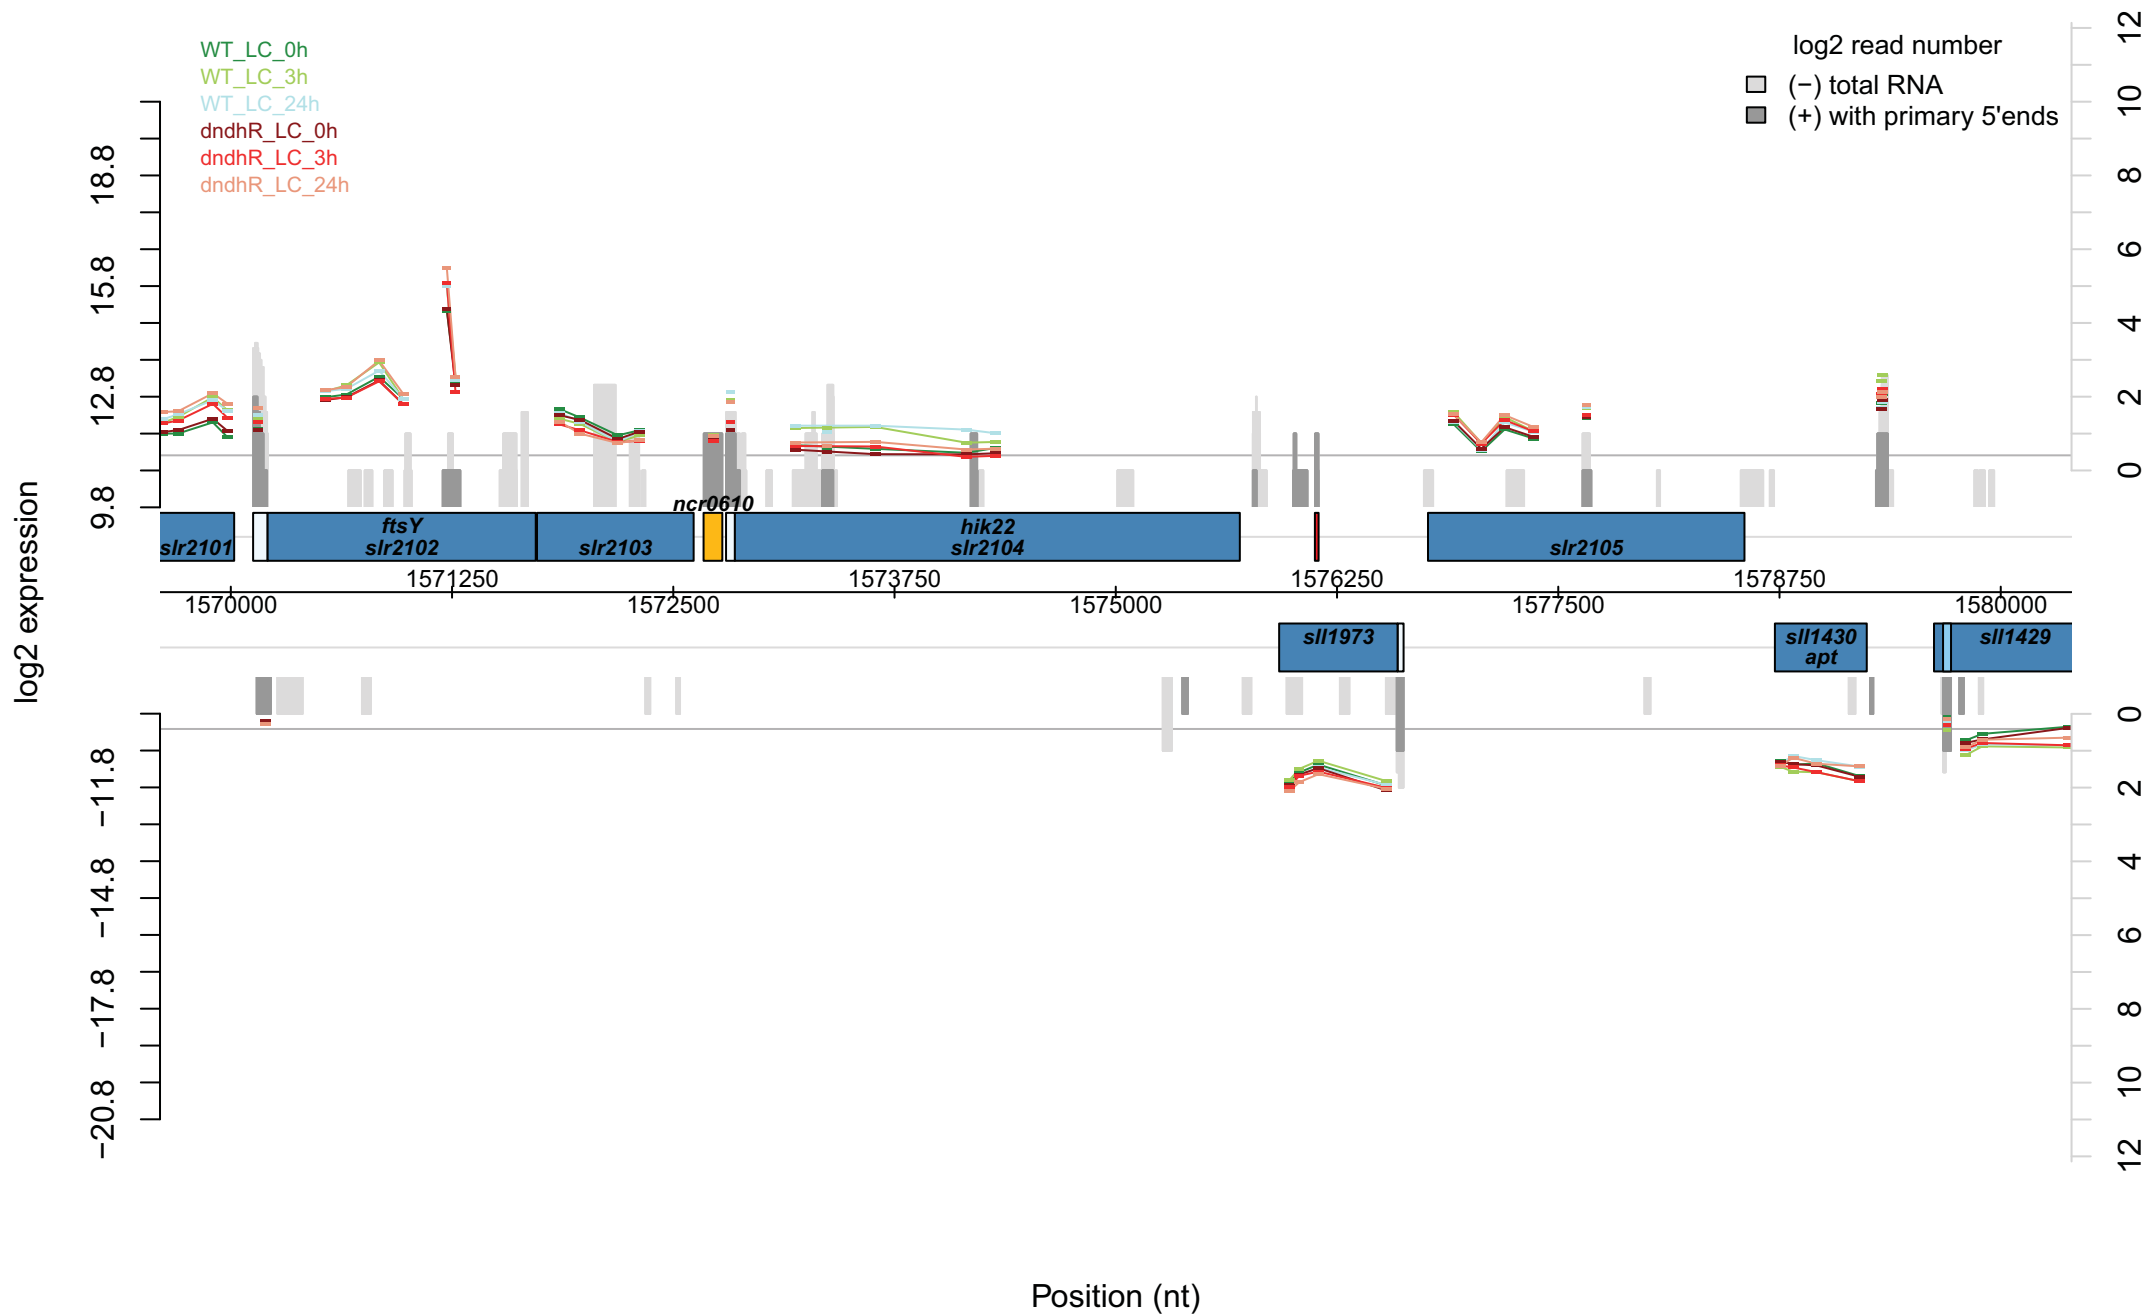 WT_LC_0h
WT_LC_3h
WT_LC_24h
dndhR_LC_0h
dndhR_LC_3h
dndhR_LC_24h
log2 read number
(−) total RNA
(+) with primary 5'ends
18.8
15.8
12.8
9.8
12
10
8
6
4
2
0
log2 expression
ncr0610
slr2101
ftsY
slr2102
slr2103
hik22
slr2104
slr2105
1571250
1573750
1576250
1578750
1570000
1572500
1575000
1577500
1580000
sll1973
sll1430
apt
sll1429
−11.8
−14.8
−17.8
−20.8
0
2
4
6
8
10
12
Position (nt)